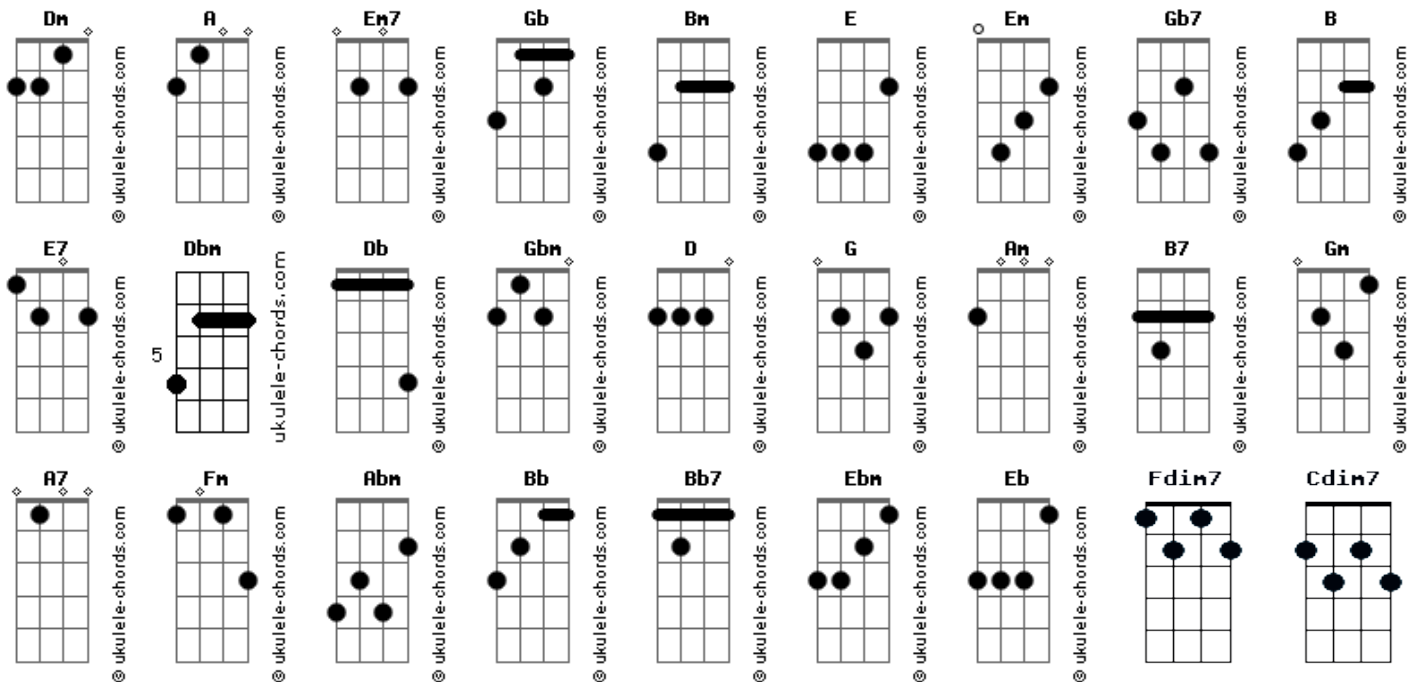 Dm A Em7 Gb Bm E Em Gb7 B
© ukulele-chords.com © ukulele-chords.com © ukulele-chords.com © ukulele-chords.com © ukulele-chords.com © ukulele-chords.com © ukulele-chords.com © ukulele-chords.com © ukulele-chords.com
E7 Dbm Db Gbm D G Am B7 Gm
5
© ukulele-chords.com ukulele-chords.com © ukulele-chords.com © ukulele-chords.com © ukulele-chords.com © ukulele-chords.com © ukulele-chords.com © ukulele-chords.com © ukulele-chords.com
A7 Fm Abm Bb Bb7 Ebm Eb Fdim7 Cdim7
© ukulele-chords.com © ukulele-chords.com © ukulele-chords.com © ukulele-chords.com © ukulele-chords.com © ukulele-chords.com © ukulele-chords.com